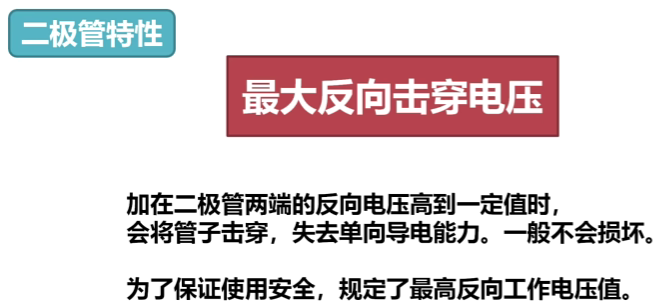 二极管特性
最大反向击穿电压
加在二极管两端的反向电压高到一定值时，
会将管子击穿，失去单向导电能力。一般不会损坏。
为了保证使用安全，规定了最高反向工作电压值。